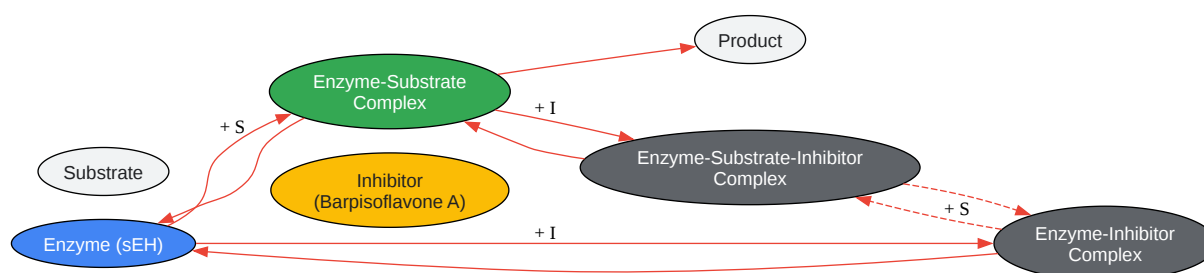 Product
Enzyme-Substrate
Complex
+ S
+ I
Substrate
Inhibitor
(Barpisoflavone A)
Enzyme-Substrate-Inhibitor
Complex
+ S
Enzyme (sEH)
+ I
Enzyme-Inhibitor
Complex